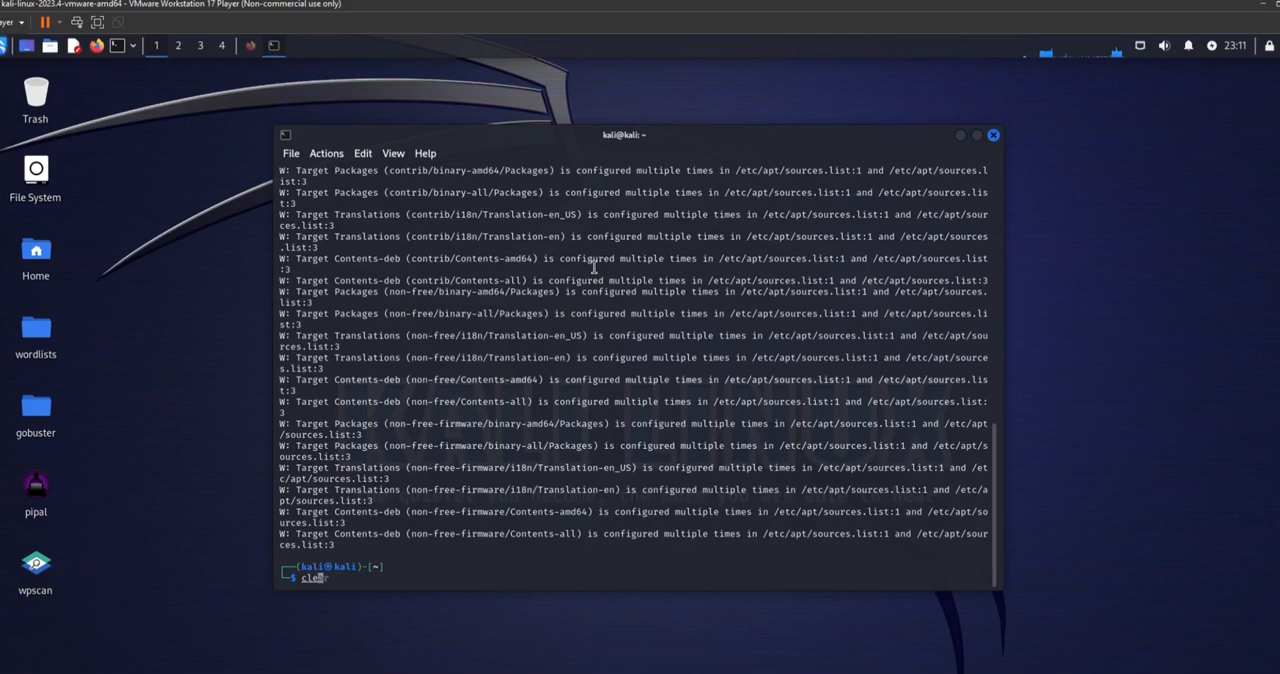 kali-linux-2023.4-vmware-amd64 - VMware Workstation 17 Player (Non-commercial use only)
ayer
1 2 3 4
23:11
Trash
File System
Home
wordlists
gobuster
pipal
wpscan
kali@kali: ~
File Actions Edit View Help
W: Target Packages (contrib/binary-amd64/Packages) is configured multiple times in /etc/apt/sources.list:1 and /etc/apt/sources.l
ist:3
W: Target Packages (contrib/binary-all/Packages) is configured multiple times in /etc/apt/sources.list:1 and /etc/apt/sources.lis
t:3
W: Target Translations (contrib/i18n/Translation-en_US) is configured multiple times in /etc/apt/sources.list:1 and /etc/apt/sour
ces.list:3
W: Target Translations (contrib/i18n/Translation-en) is configured multiple times in /etc/apt/sources.list:1 and /etc/apt/sources
.list:3
W: Target Contents-deb (contrib/Contents-amd64) is configured multiple times in /etc/apt/sources.list:1 and /etc/apt/sources.list
:3
W: Target Contents-deb (contrib/Contents-all) is configured multiple times in /etc/apt/sources.list:1 and /etc/apt/sources.list:3
W: Target Packages (non-free/binary-amd64/Packages) is configured multiple times in /etc/apt/sources.list:1 and /etc/apt/sources.
list:3
W: Target Packages (non-free/binary-all/Packages) is configured multiple times in /etc/apt/sources.list:1 and /etc/apt/sources.li
st:3
W: Target Translations (non-free/i18n/Translation-en_US) is configured multiple times in /etc/apt/sources.list:1 and /etc/apt/sou
rces.list:3
W: Target Translations (non-free/i18n/Translation-en) is configured multiple times in /etc/apt/sources.list:1 and /etc/apt/source
s.list:3
W: Target Contents-deb (non-free/Contents-amd64) is configured multiple times in /etc/apt/sources.list:1 and /etc/apt/sources.lis
t:3
W: Target Contents-deb (non-free/Contents-all) is configured multiple times in /etc/apt/sources.list:1 and /etc/apt/sources.list:
3
W: Target Packages (non-free-firmware/binary-amd64/Packages) is configured multiple times in /etc/apt/sources.list:1 and /etc/apt
/sources.list:3
W: Target Packages (non-free-firmware/binary-all/Packages) is configured multiple times in /etc/apt/sources.list:1 and /etc/apt/s
ources.list:3
W: Target Translations (non-free-firmware/i18n/Translation-en_US) is configured multiple times in /etc/apt/sources.list:1 and /et
c/apt/sources.list:3
W: Target Translations (non-free-firmware/i18n/Translation-en) is configured multiple times in /etc/apt/sources.list:1 and /etc/a
pt/sources.list:3
W: Target Contents-deb (non-free-firmware/Contents-amd64) is configured multiple times in /etc/apt/sources.list:1 and /etc/apt/so
urces.list:3
W: Target Contents-deb (non-free-firmware/Contents-all) is configured multiple times in /etc/apt/sources.list:1 and /etc/apt/sour
ces.list:3
(kali㉿kali)-[~]
$ clear